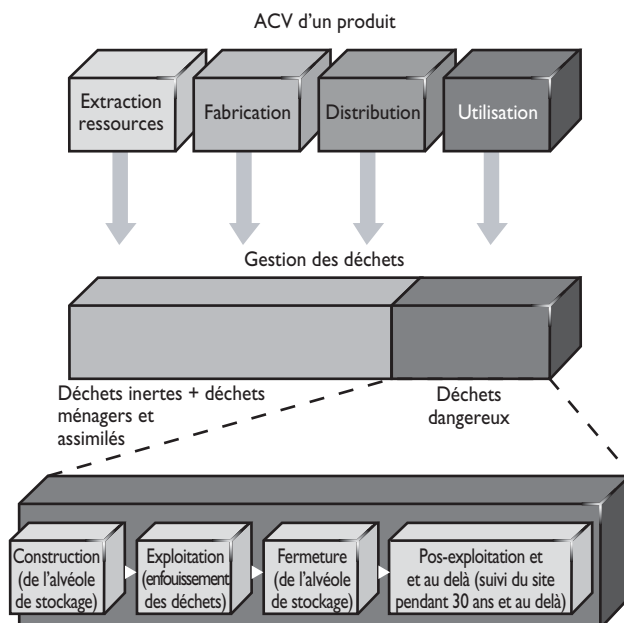 ACV d'un produit
Extraction
ressources
Fabrication
Distribution
Utilisation
Gestion des déchets
Déchets inertes + déchets
ménagers et
assimilés
Déchets
dangereux
Construction
(de l'alvéole
de stockage)
Exploitation
(enfouissement
des déchets)
Fermeture
(de l'alvéole
de stockage)
Pos-exploitation et
et au delà (suivi du site
pendant 30 ans et au delà)